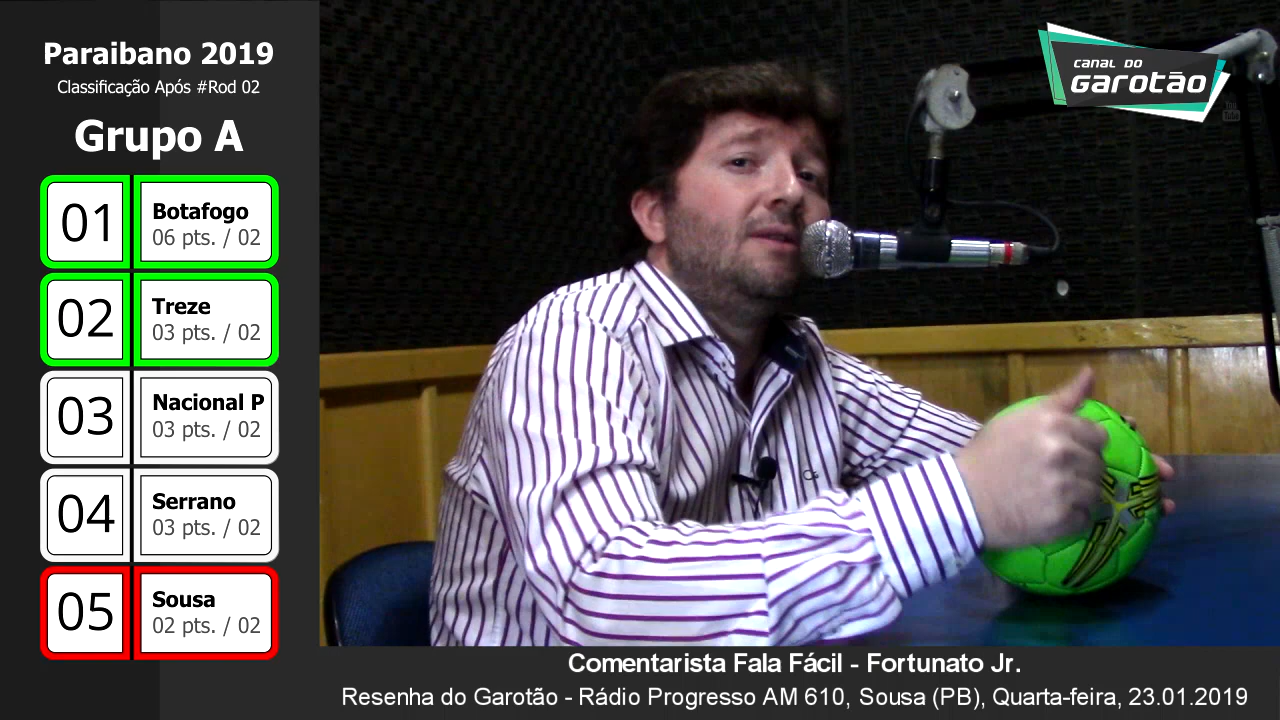 Paraibano 2019
Classificação Após #Rod 02
Grupo A
01
Botafogo
06 pts. / 02
02
Treze
03 pts. / 02
03
Nacional P
03 pts. / 02
04
Serrano
03 pts. / 02
05
Sousa
02 pts. / 02
CANAL DO
GAROTÃO
You
Tube
Comentarista Fala Fácil - Fortunato Jr.
Resenha do Garotão - Rádio Progresso AM 610, Sousa (PB), Quarta-feira, 23.01.2019